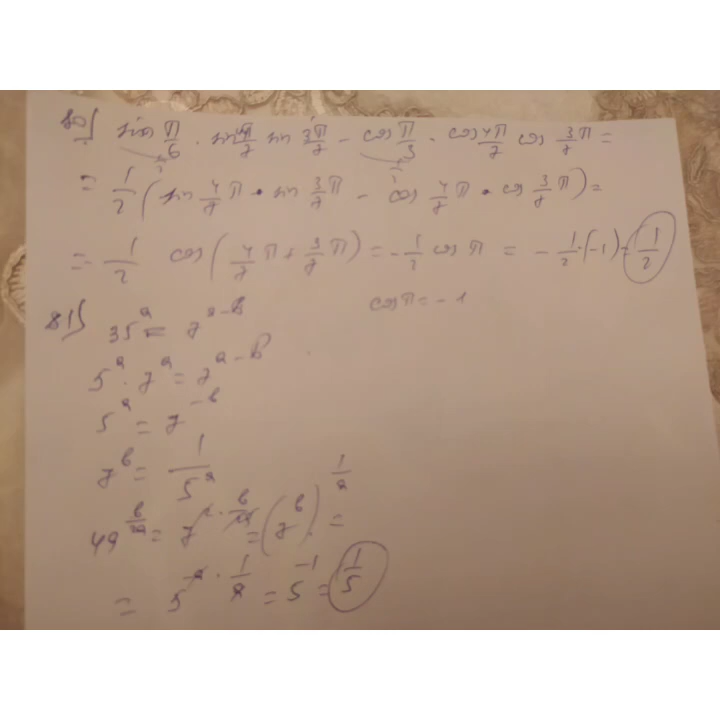 80) sin π/6 · sin 4π/7 sin 3π/7 - cos π/3 · cos 4π/7 cos 3/7 π =
= 1/2 ( sin 4/7 π · sin 3/7 π - cos 4/7 π · cos 3/7 π ) =
= - 1/2 cos ( 4/7 π + 3/7 π ) = - 1/2 cos π = - 1/2 · (-1) = 1/2
cos π = - 1
81) 35^a = 7^(a-b)
5^a · 7^a = 7^(a-b)
5^a = 7^(-b)
7^b = 1/5^a
49^(b/2a) = 7^(2 · b/2a) = (7^b)^(1/a) =
= 5^(-a · 1/a) = 5^(-1) = 1/5